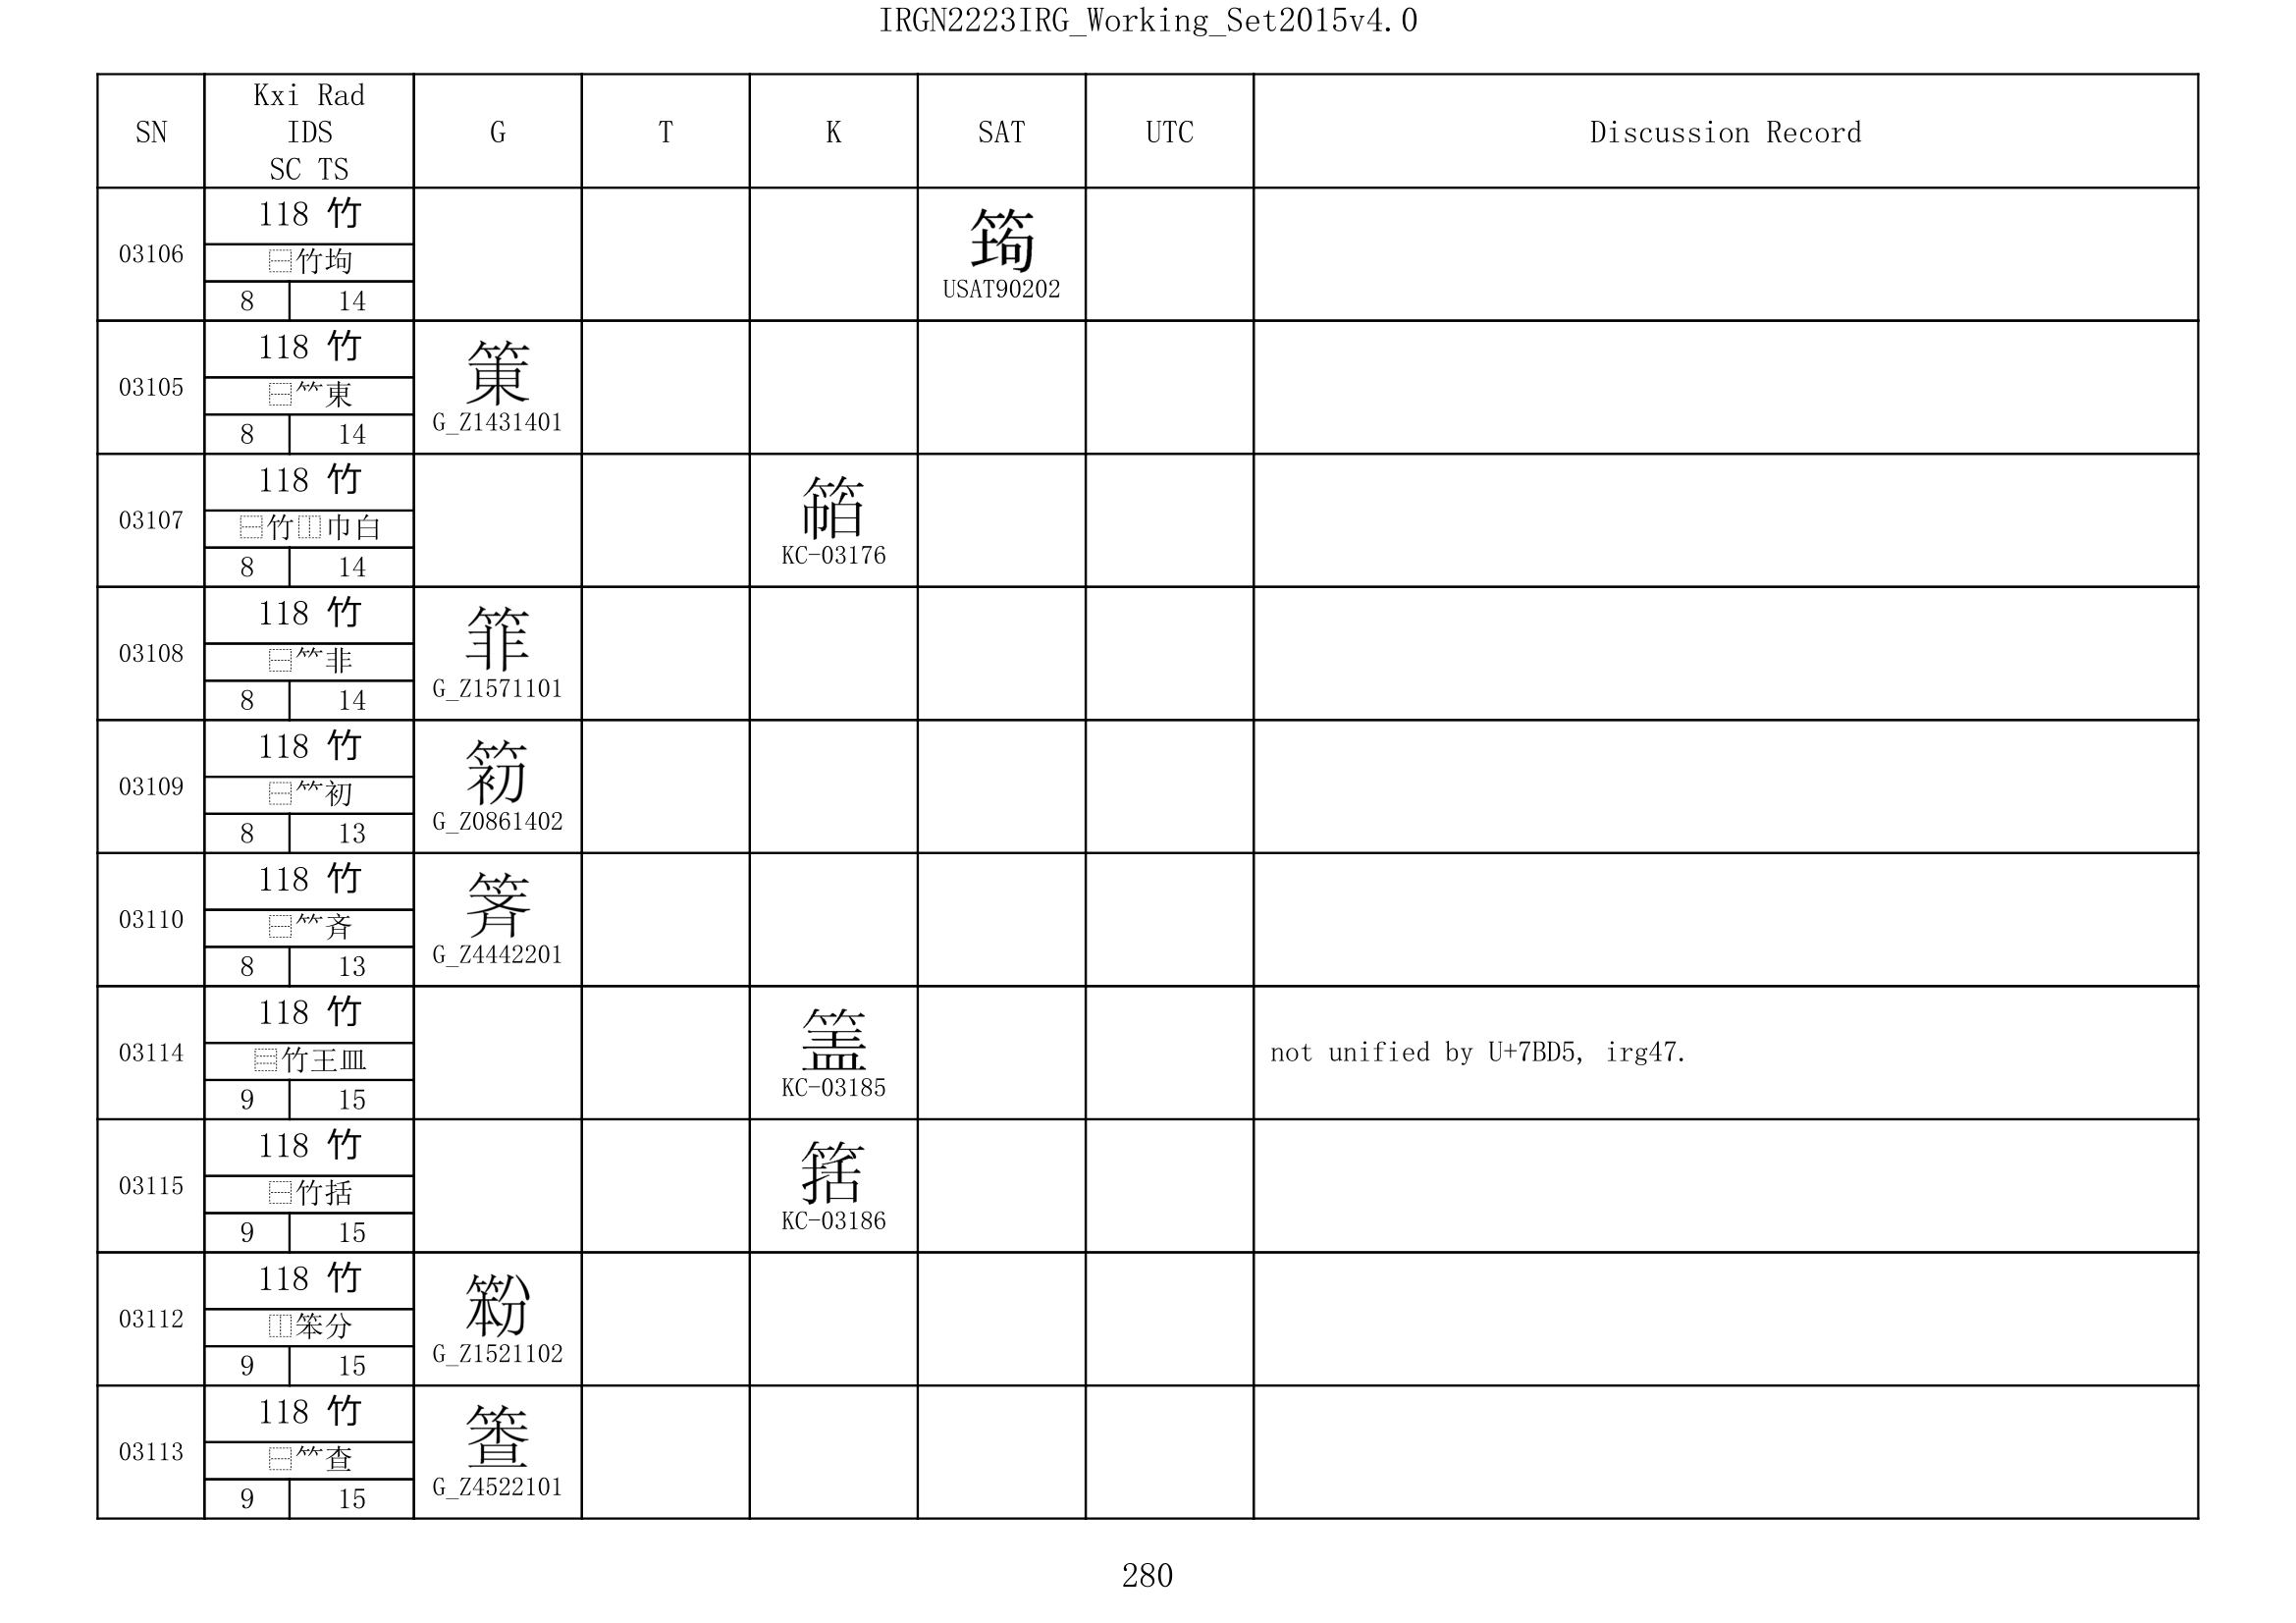 IRGN2223IRG_Working_Set2015v4.0
SN
Kxi Rad
IDS
SC TS
G
T
K
SAT
UTC
Discussion Record
03106
118 竹
⿱竹坸
8 14
USAT90202
03105
118 竹
⿱⺮東
8 14
G_Z1431401
03107
118 竹
⿱竹⿰巾白
8 14
KC-03176
03108
118 竹
⿱⺮非
8 14
G_Z1571101
03109
118 竹
⿱⺮初
8 13
G_Z0861402
03110
118 竹
⿱⺮斉
8 13
G_Z4442201
03114
118 竹
⿳竹王皿
9 15
KC-03185
not unified by U+7BD5, irg47.
03115
118 竹
⿱竹括
9 15
KC-03186
03112
118 竹
⿰笨分
9 15
G_Z1521102
03113
118 竹
⿱⺮查
9 15
G_Z4522101
280